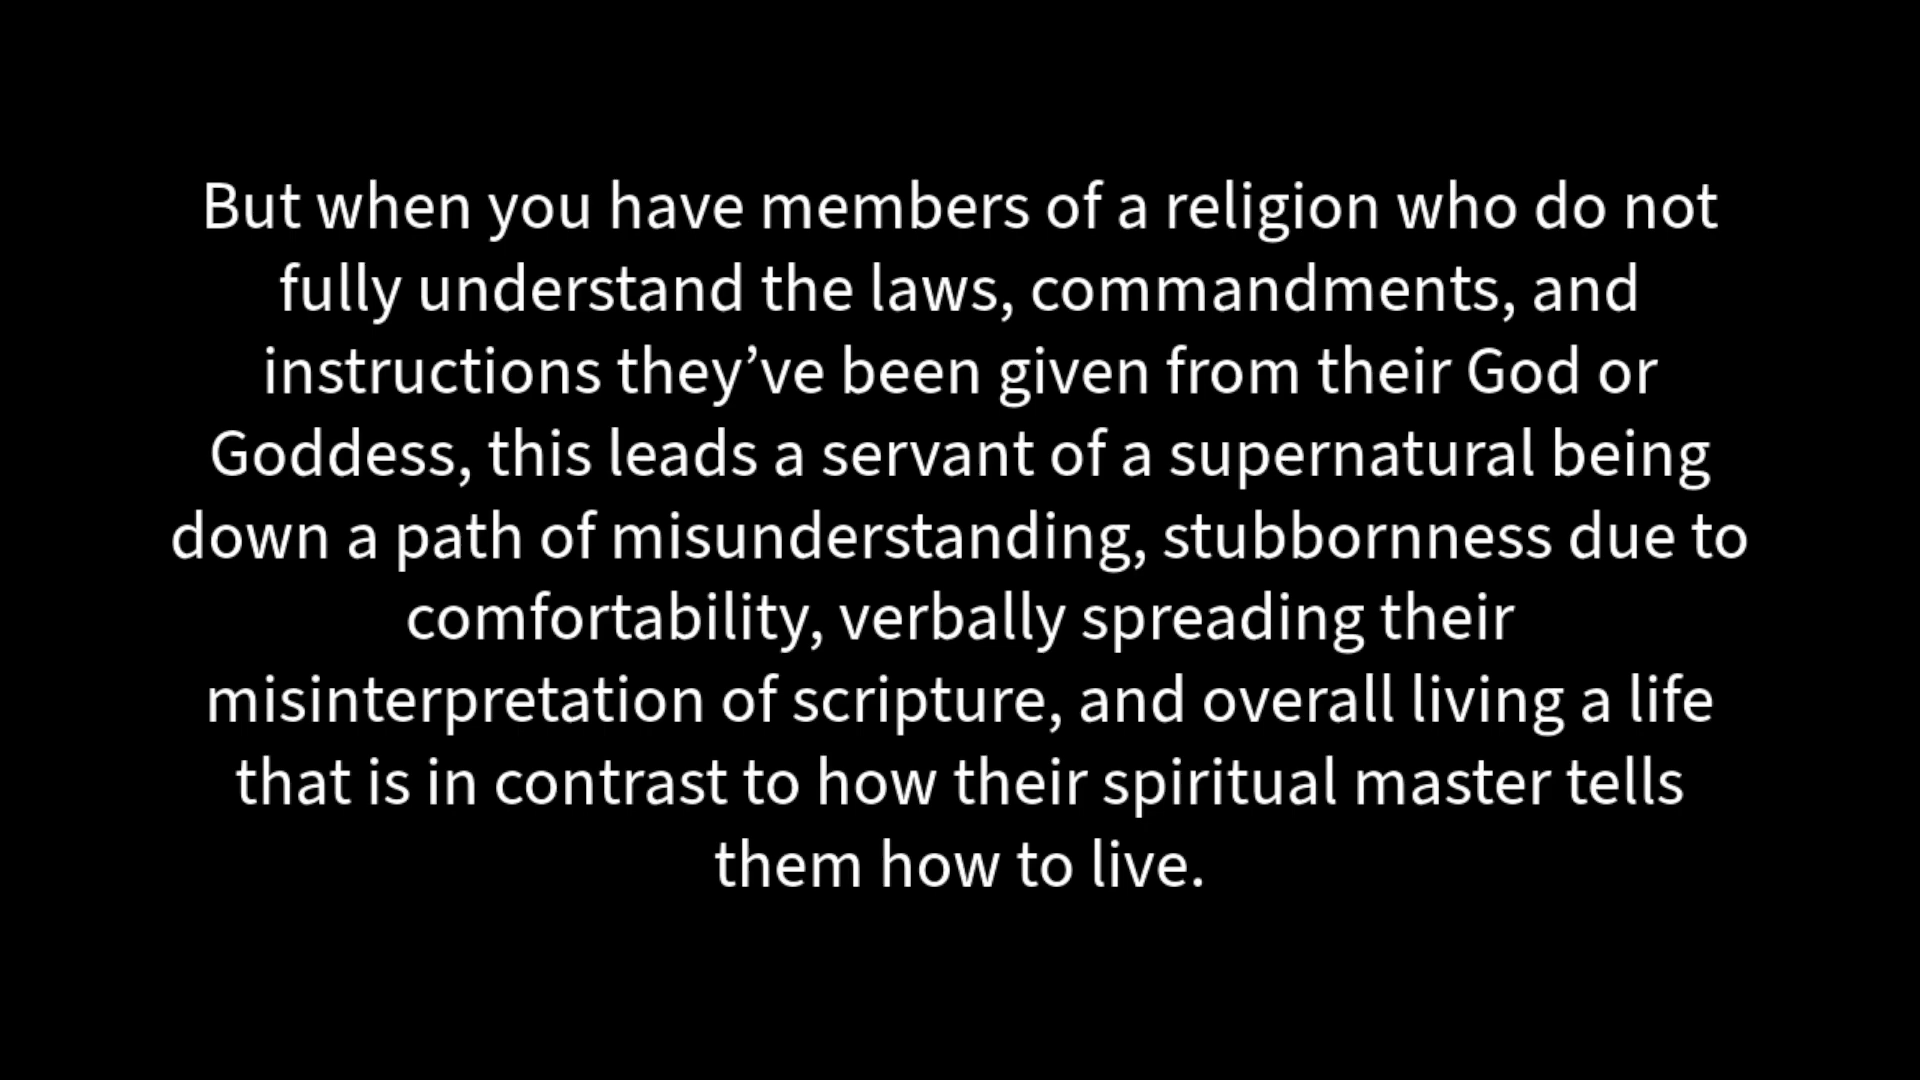 But when you have members of a religion who do not
fully understand the laws, commandments, and
instructions they’ve been given from their God or
Goddess, this leads a servant of a supernatural being
down a path of misunderstanding, stubbornness due to
comfortability, verbally spreading their
misinterpretation of scripture, and overall living a life
that is in contrast to how their spiritual master tells
them how to live.